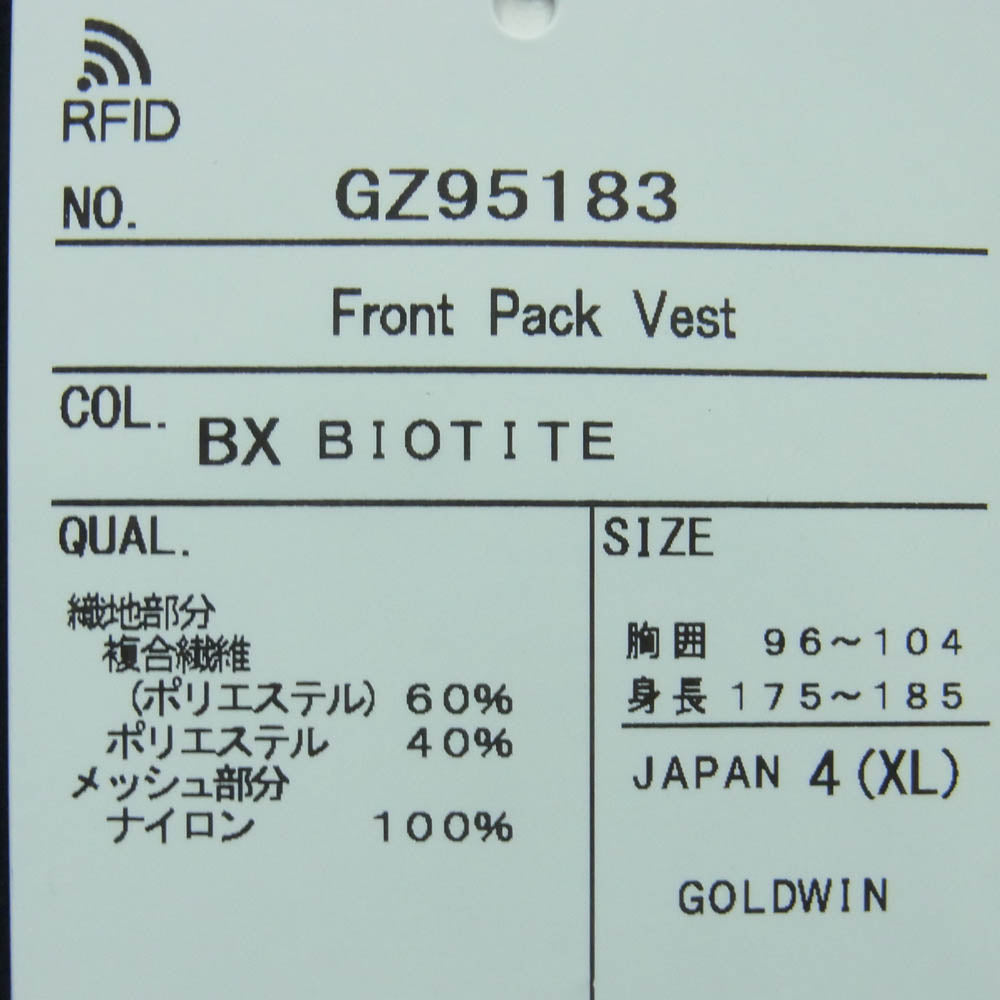 RFID
NO. GZ95183
Front Pack Vest
COL. BX BIOTITE
QUAL.
織地部分
複合繊維
(ポリエステル) 60%
ポリエステル 40%
メッシュ部分
ナイロン 100%
SIZE
胸囲 96~104
身長 175~185
JAPAN 4(XL)
GOLDWIN